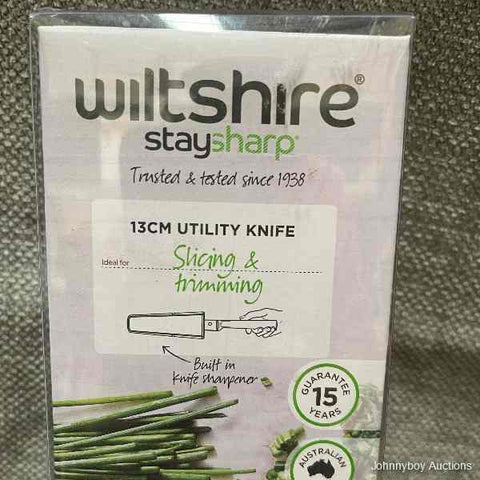 wiltshire®
staysharp
Trusted & tested since 1938
13CM UTILITY KNIFE
Ideal for
Slicing &
trimming
Built in
knife sharpener
GUARANTEE
15
YEARS
AUSTRALIAN
Johnnyboy Auctions